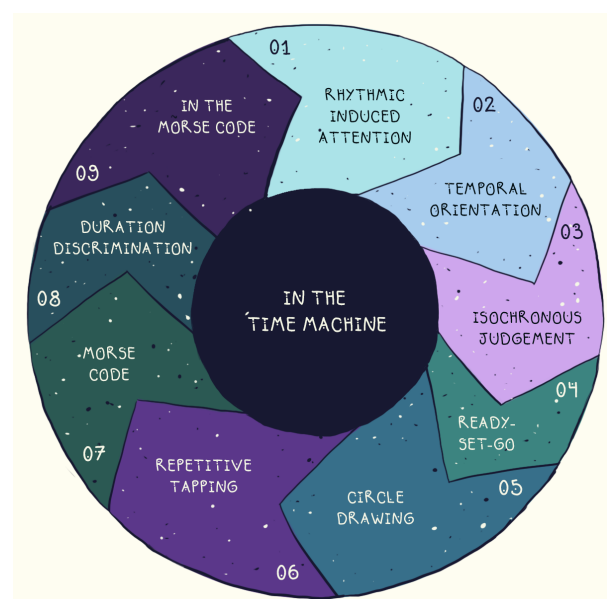 01
RHYTHMIC
INDUCED
ATTENTION
02
TEMPORAL
ORIENTATION
03
ISOCHRONOUS
JUDGEMENT
04
READY-
SET-GO
05
CIRCLE
DRAWING
06
REPETITIVE
TAPPING
07
MORSE
CODE
08
DURATION
DISCRIMINATION
09
IN THE
MORSE CODE
IN THE
TIME MACHINE